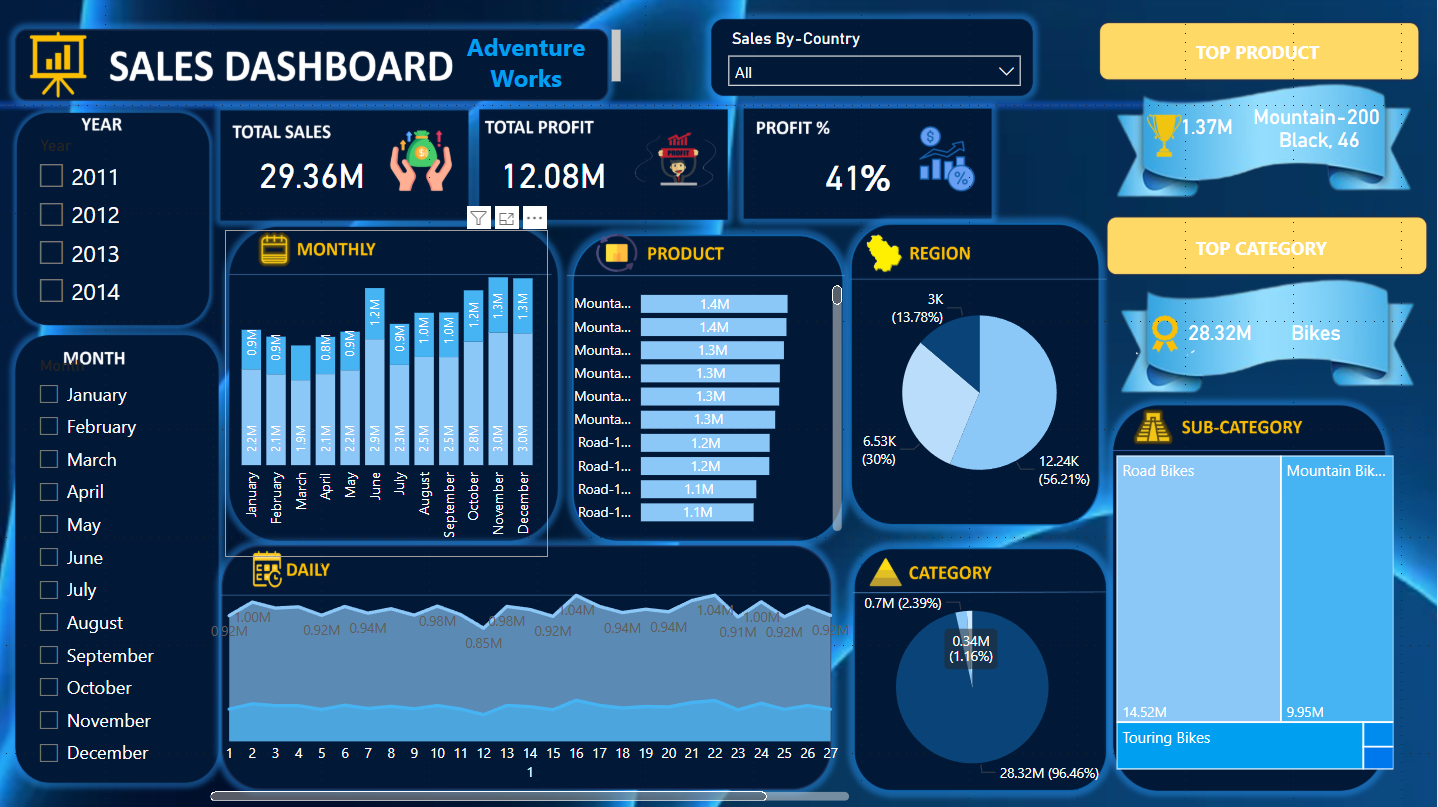 SALES DASHBOARD
Adventure
Works
Sales By-Country
All
TOP PRODUCT
1.37M
Mountain-200
Black, 46
YEAR
Year
2011
2012
2013
2014
TOTAL SALES
29.36M
TOTAL PROFIT
12.08M
PROFIT
PROFIT %
41%
TOP CATEGORY
28.32M
Bikes
MONTH
Month
January
February
March
April
May
June
July
August
September
October
November
December
MONTHLY
0.9M
0.9M
0.8M
0.9M
1.2M
0.9M
1.0M
1.0M
1.2M
1.3M
1.3M
2.2M
2.1M
1.9M
2.1M
2.2M
2.9M
2.3M
2.5M
2.5M
2.8M
3.0M
3.0M
January
February
March
April
May
June
July
August
September
October
November
December
PRODUCT
Mounta... 1.4M
Mounta... 1.4M
Mounta... 1.3M
Mounta... 1.3M
Mounta... 1.3M
Mounta... 1.3M
Road-1... 1.2M
Road-1... 1.2M
Road-1... 1.1M
Road-1... 1.1M
REGION
3K
(13.78%)
6.53K
(30%)
12.24K
(56.21%)
SUB-CATEGORY
Road Bikes
14.52M
Mountain Bik...
9.95M
Touring Bikes
DAILY
0.92M
1.00M
0.92M
0.94M
0.98M
0.85M
0.98M
0.92M
1.04M
0.94M
0.94M
1.04M
0.91M
1.00M
0.92M
0.92M
1 2 3 4 5 6 7 8 9 10 11 12 13 14 15 16 17 18 19 20 21 22 23 24 25 26 27
1
CATEGORY
0.7M (2.39%)
0.34M
(1.16%)
28.32M (96.46%)